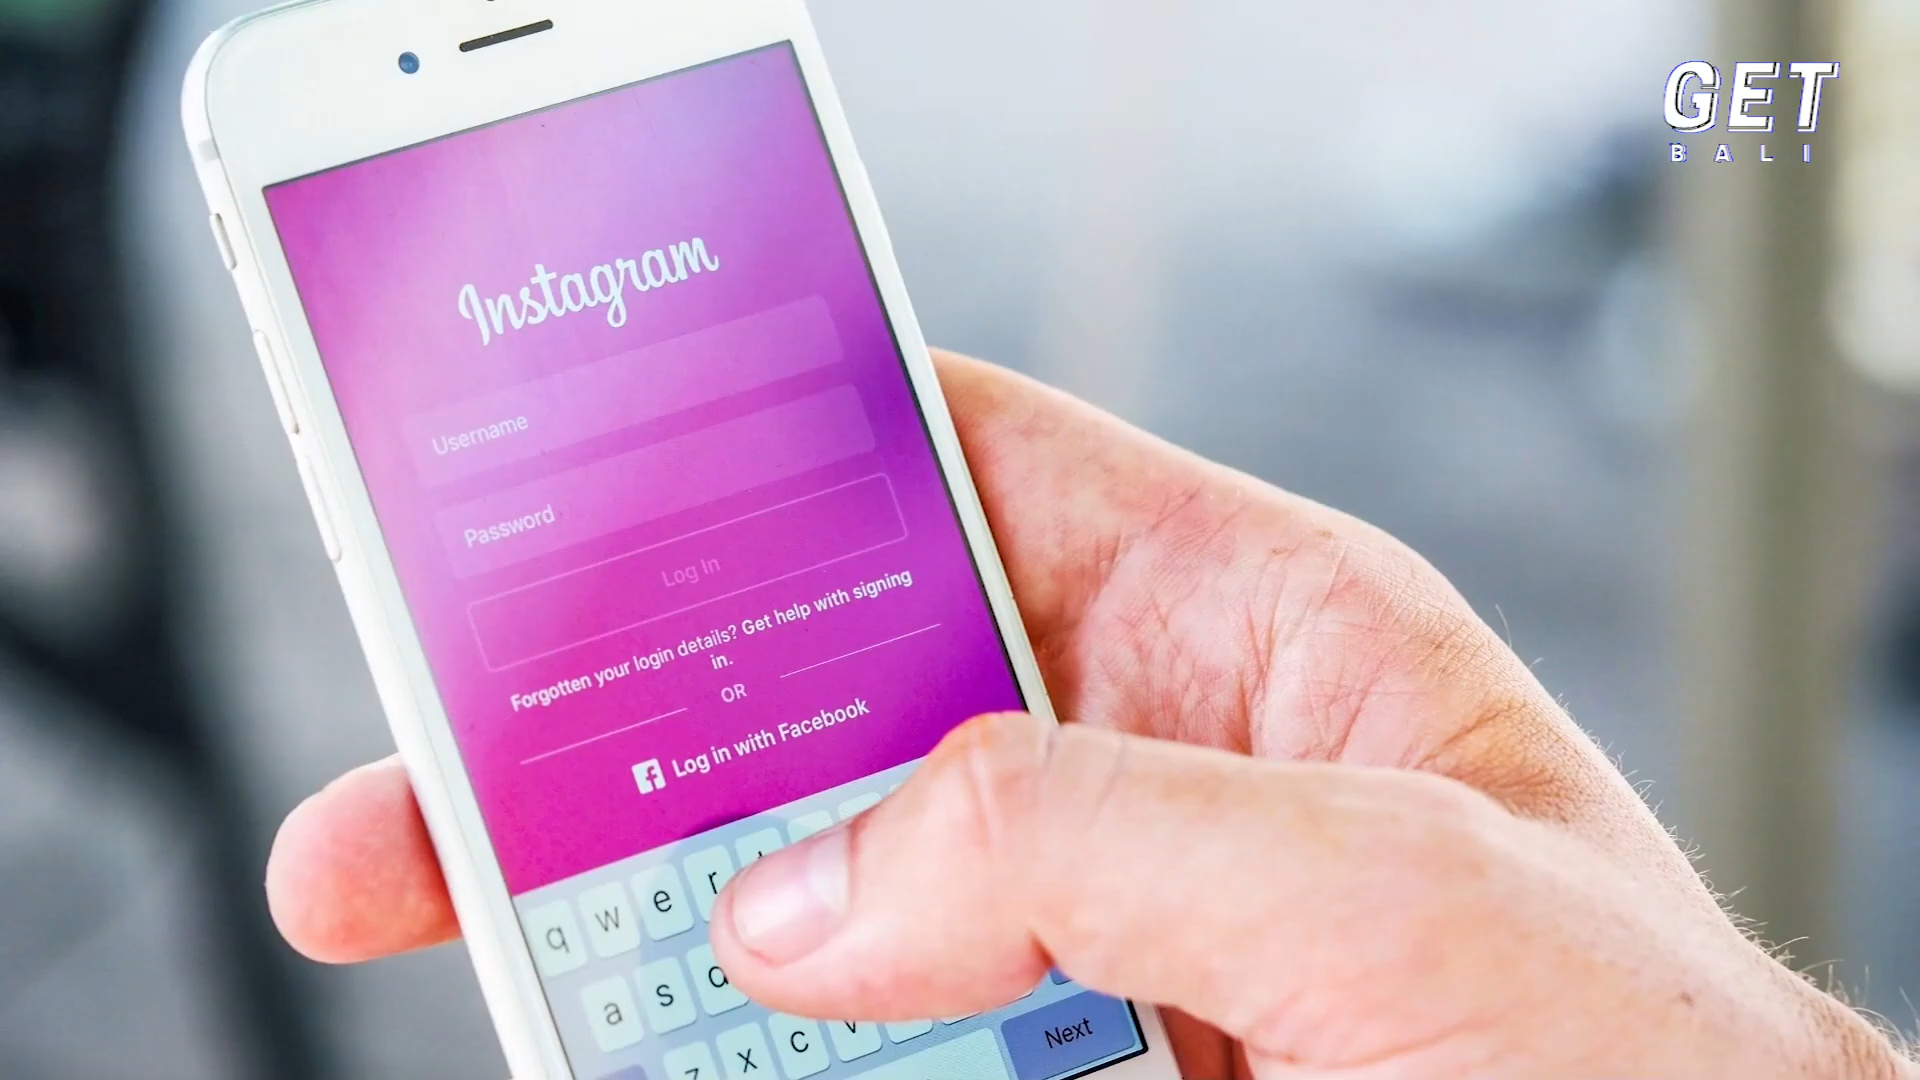 GET
BALI
Instagram
Username
Password
Log In
Forgotten your login details? Get help with signing
in.
OR
Log in with Facebook
q w e r
a s d
z x c v
Next